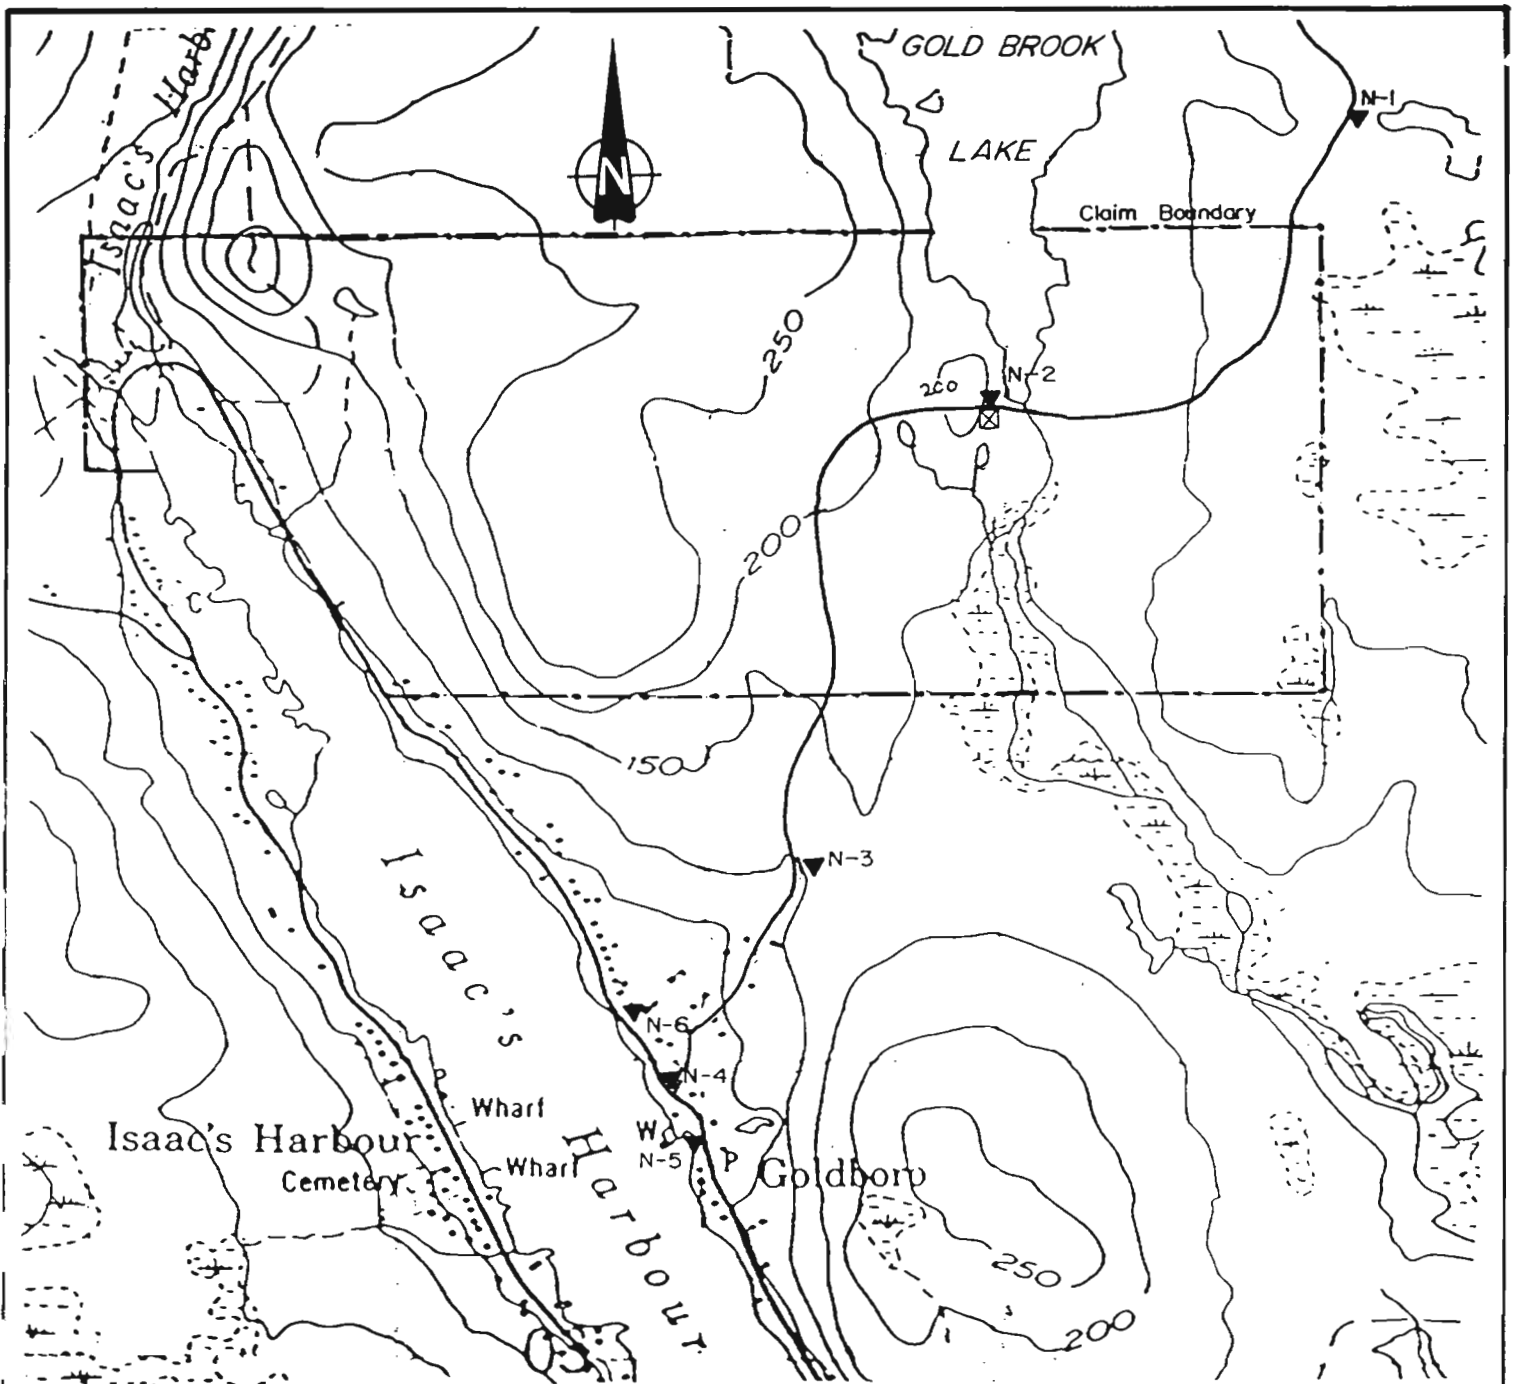 Isaac's Harb
GOLD BROOK
LAKE
N-1
N
Claim Boundary
250
N-2
200
200
150
N-3
Isaac's Harbour
N-6
N-4
Wharf
Isaac's Harbour
W
N-5
P
P
Wharf
Cemetery
Goldboro
250
200